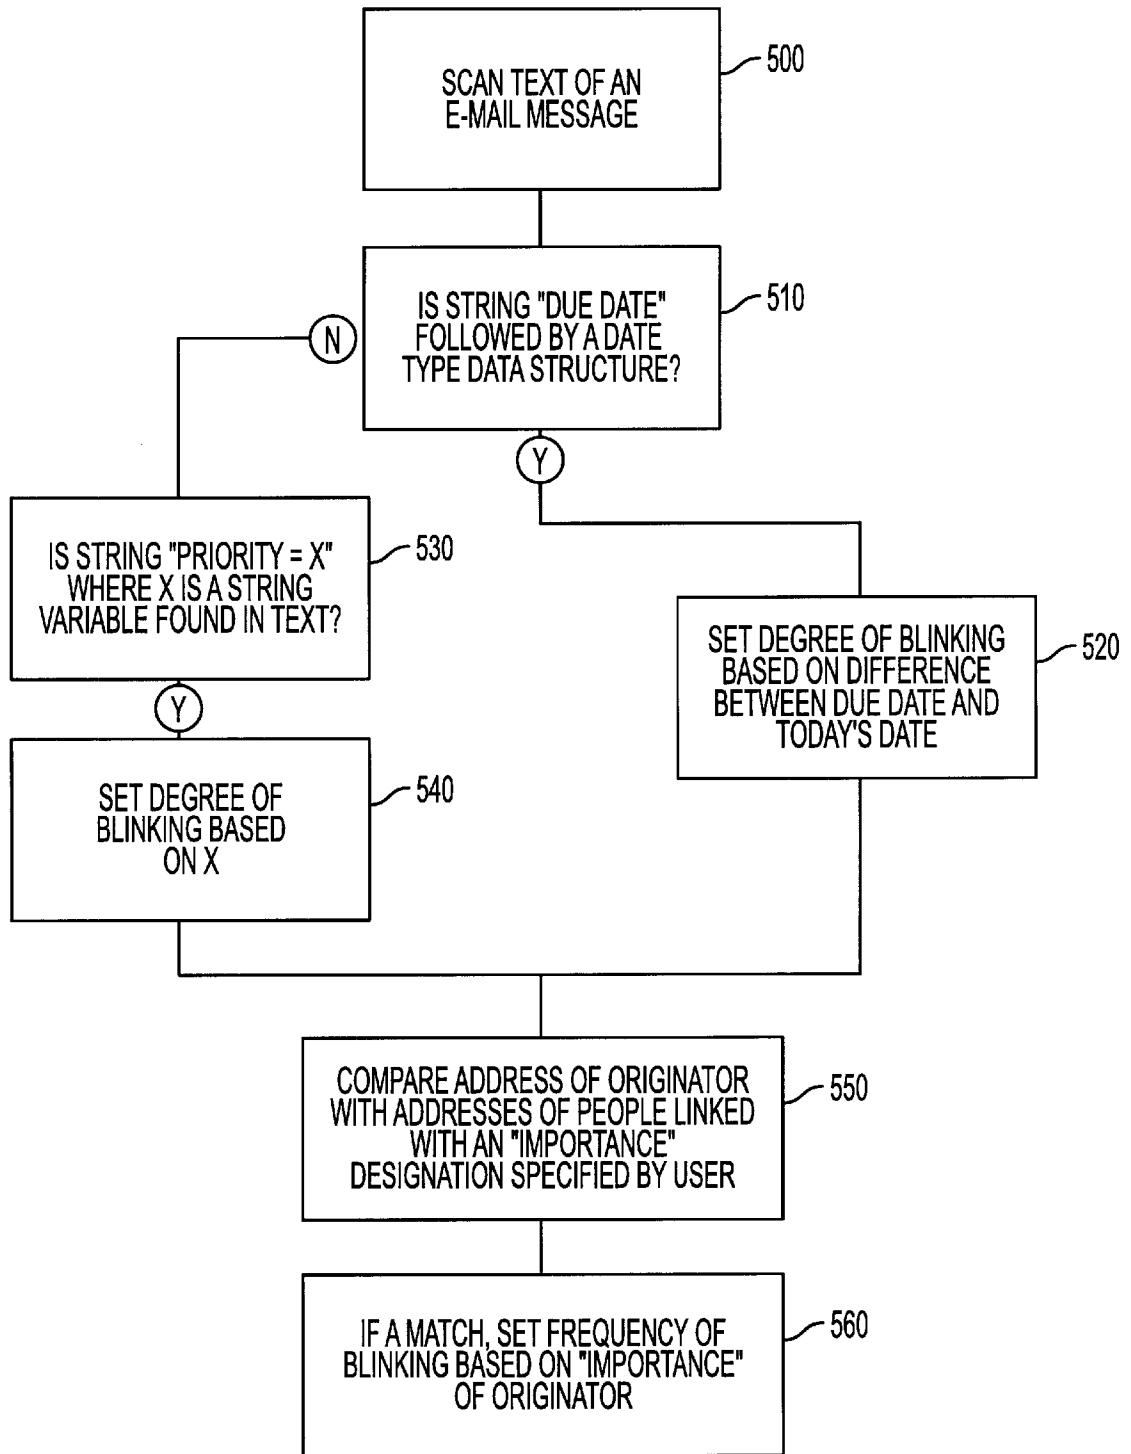 SCAN TEXT OF AN
E-MAIL MESSAGE
500
IS STRING "DUE DATE"
FOLLOWED BY A DATE
TYPE DATA STRUCTURE?
510
N
Y
IS STRING "PRIORITY = X"
WHERE X IS A STRING
VARIABLE FOUND IN TEXT?
530
SET DEGREE OF BLINKING
BASED ON DIFFERENCE
BETWEEN DUE DATE AND
TODAY'S DATE
520
Y
SET DEGREE OF
BLINKING BASED
ON X
540
COMPARE ADDRESS OF ORIGINATOR
WITH ADDRESSES OF PEOPLE LINKED
WITH AN "IMPORTANCE"
DESIGNATION SPECIFIED BY USER
550
IF A MATCH, SET FREQUENCY OF
BLINKING BASED ON "IMPORTANCE"
OF ORIGINATOR
560